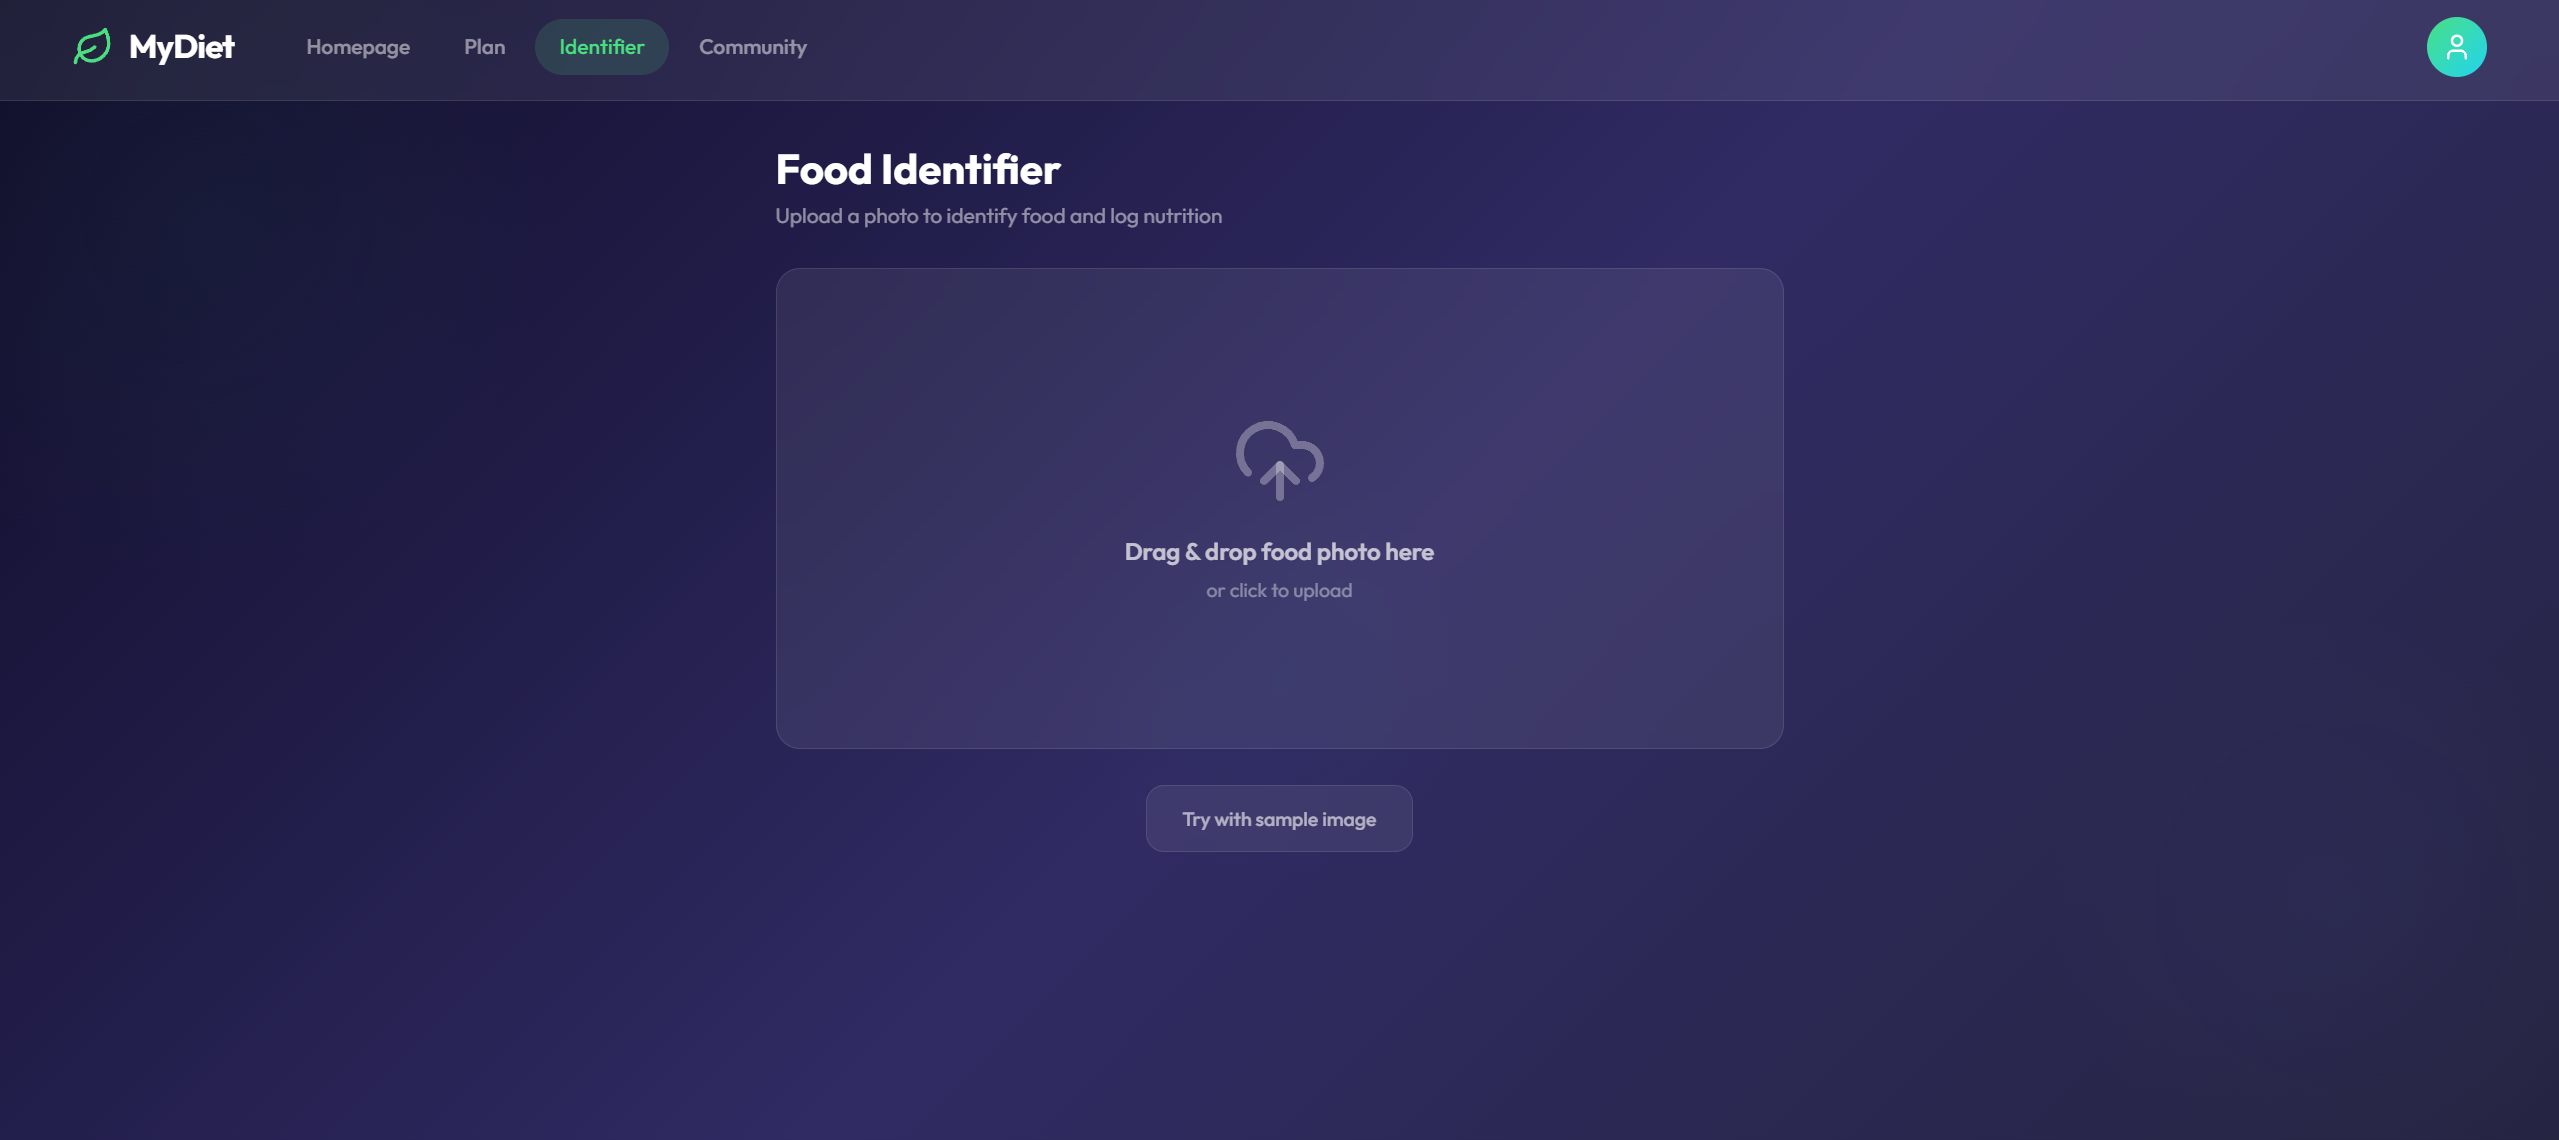 MyDiet
Homepage
Plan
Identifier
Community
Food Identifier
Upload a photo to identify food and log nutrition
Drag & drop food photo here
or click to upload
Try with sample image